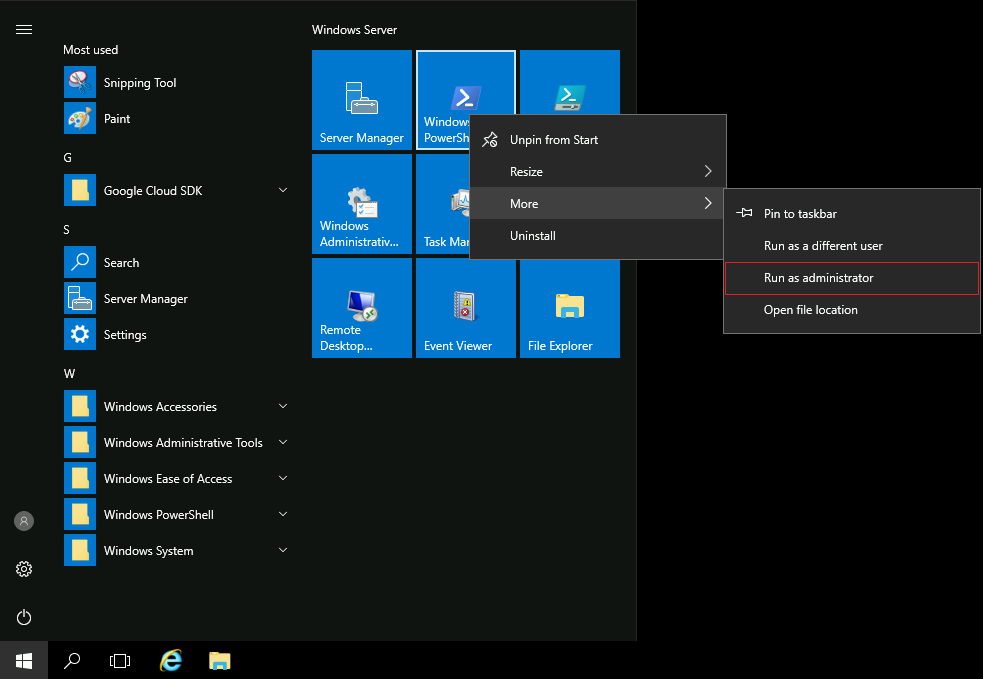 Most used
Snipping Tool
Paint
G
Google Cloud SDK
S
Search
Server Manager
Settings
W
Windows Accessories
Windows Administrative Tools
Windows Ease of Access
Windows PowerShell
Windows System
Windows Server
Server Manager
Windows
PowerSh
Windows
Administrativ...
Task Man
Remote
Desktop...
Event Viewer
File Explorer
Unpin from Start
Resize
More
Uninstall
Pin to taskbar
Run as a different user
Run as administrator
Open file location